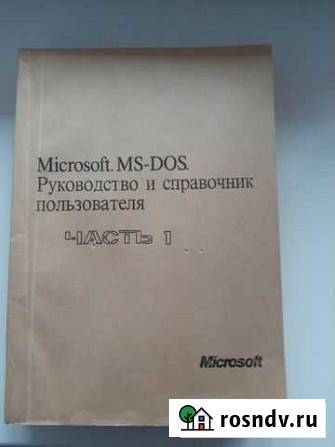 Microsoft. MS-DOS.
Руководство и справочник
пользователя
ЧАСТЬ 1
Microsoft
rosndv.ru